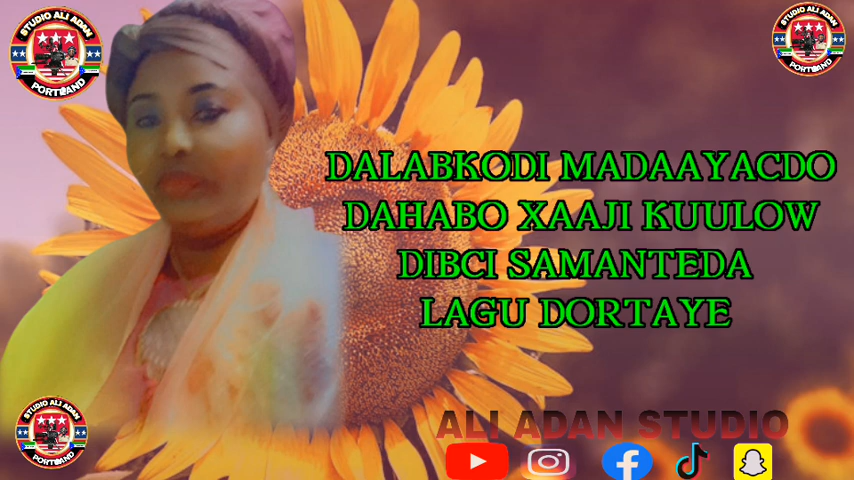 STUDIO ALI ADAN
PORTLAND
STUDIO ALI ADAN
PORTLAND
DALABKODI MADAAYACDO
DAHABO XAAJI KUULOW
DIBCI SAMANTEDA
LAGU DORTAYE
STUDIO ALI ADAN
PORTLAND
ALI ADAN STUDIO